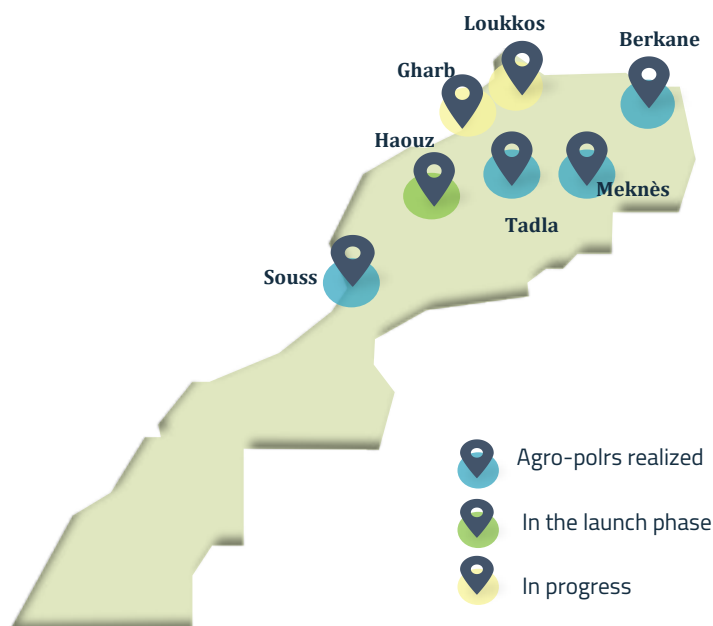 Loukkos
Berkane
Gharb
Haouz
Meknès
Tadla
Souss
Agro-polrs realized
In the launch phase
In progress